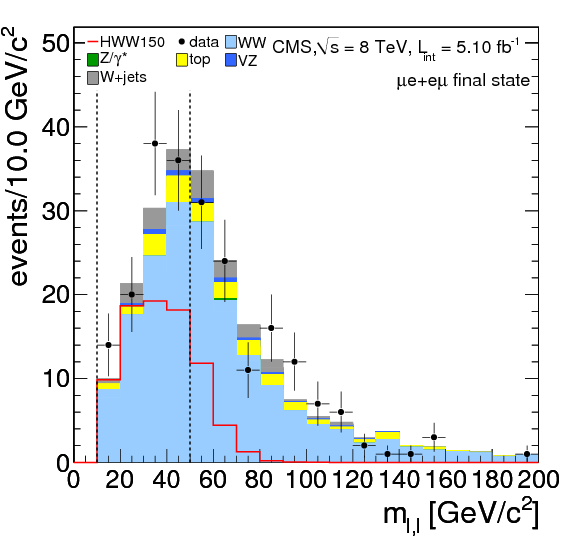 HWW150 data WW CMS,√s = 8 TeV, L_int = 5.10 fb⁻¹
Z/γ* top VZ
W+jets μe+eμ final state
events/10.0 GeV/c²
50
40
30
20
10
0
0 20 40 60 80 100 120 140 160 180 200
m_l,l [GeV/c²]